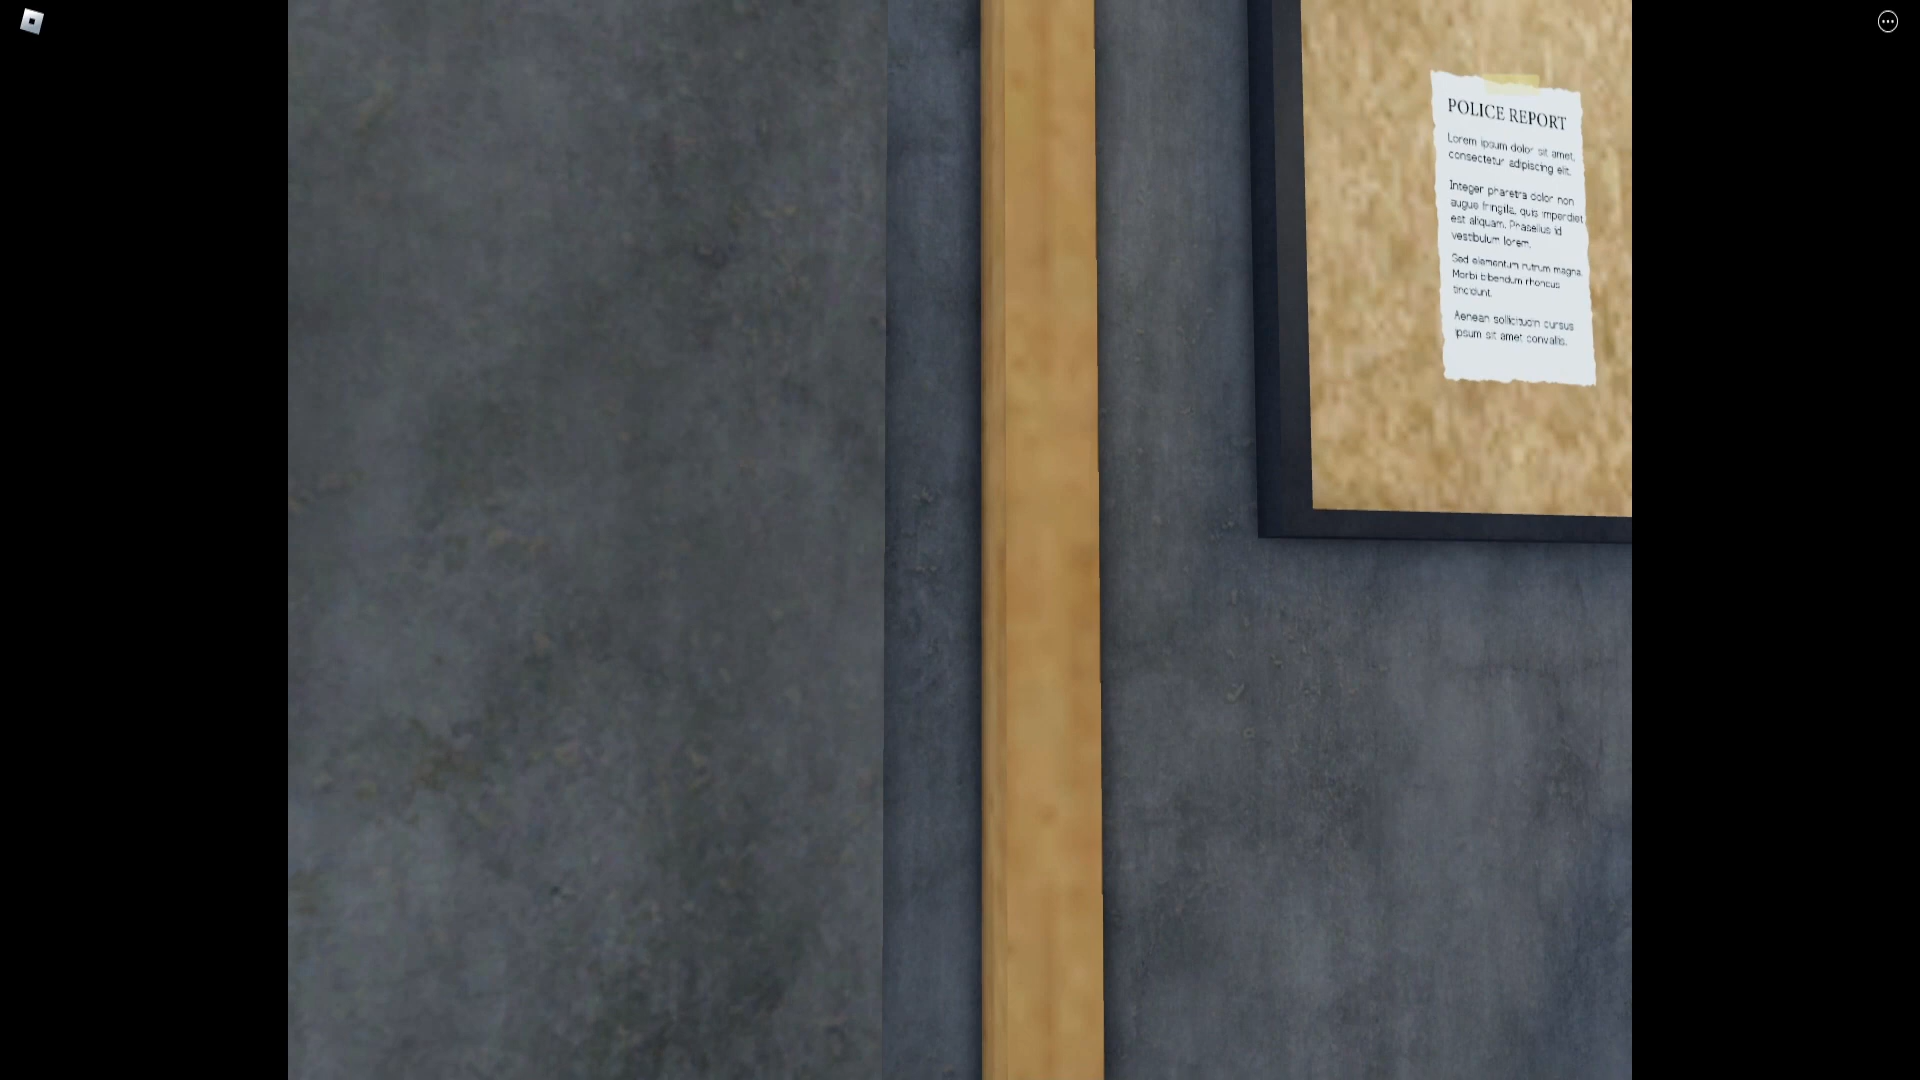 POLICE REPORT
Lorem ipsum dolor sit amet,
consectetur adipiscing elit.
Integer pharetra dolor non
augue fringilla, quis imperdiet
est aliquam. Phasellus id
vestibulum lorem.
Sed elementum rutrum magna.
Morbi bibendum rhoncus
tincidunt.
Aenean sollicitudin cursus
ipsum sit amet convallis.